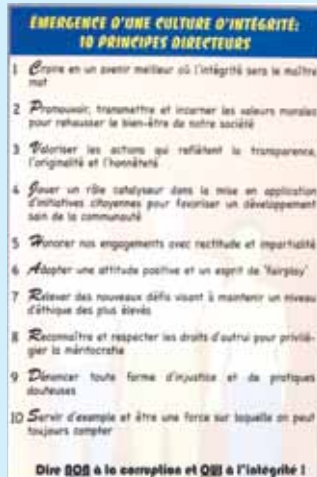 ÉMERGENCE D'UNE CULTURE D'INTÉGRITÉ:
10 PRINCIPES DIRECTEURS
1 Croire en un avenir meilleur où l'intégrité sera le maître
mot
2 Promouvoir, transmettre et incarner les valeurs morales
pour rehausser le bien-être de notre société
3 Valoriser les actions qui reflètent la transparence,
l'originalité et l'honnêteté
4 Jouer un rôle catalyseur dans la mise en application
d'initiatives citoyennes pour favoriser un développement
sain de la communauté
5 Honorer nos engagements avec rectitude et impartialité
6 Adopter une attitude positive et un esprit de 'fairplay'
7 Relever des nouveaux défis visant à maintenir un niveau
d'éthique des plus élevés
8 Reconnaître et respecter les droits d'autrui pour privilé-
gier la méritocratie
9 Dénoncer toute forme d'injustice et de pratiques
douteuses
10 Servir d'exemple et être une force sur laquelle on peut
toujours compter
Dire NON à la corruption et OUI à l'intégrité !